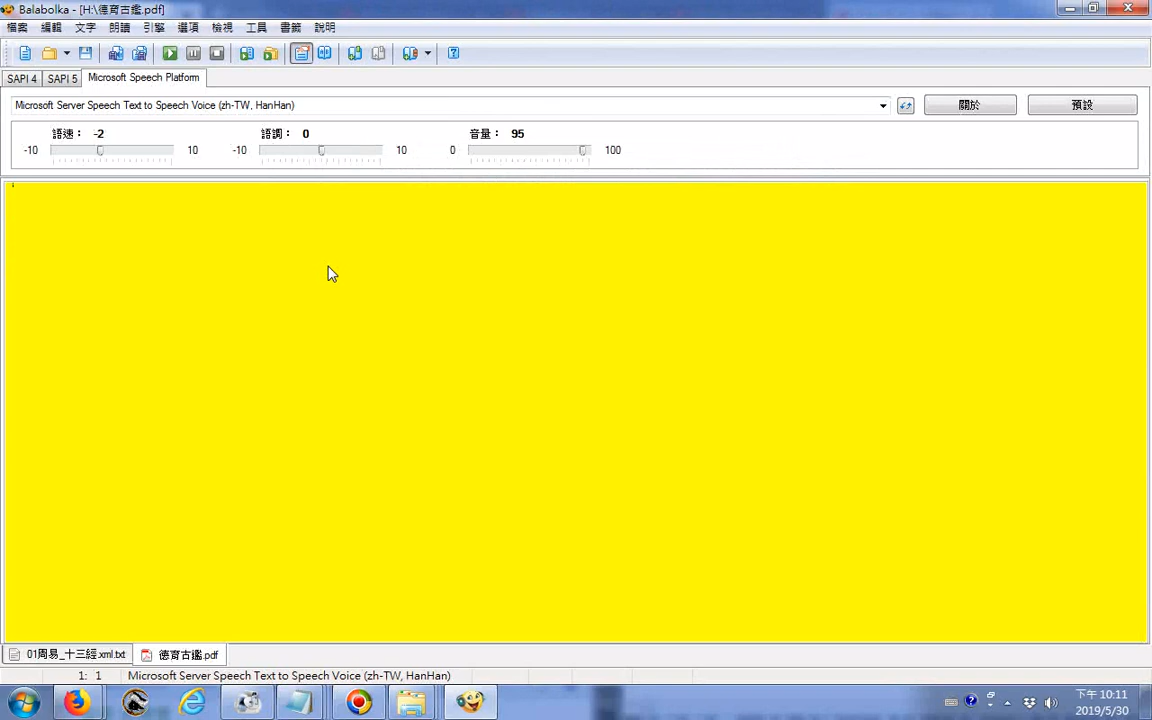 Balabolka - [H:\德育古鑑.pdf]
檔案 編輯 文字 朗讀 引擎 選項 檢視 工具 書籤 說明
SAPI 4 SAPI 5 Microsoft Speech Platform
Microsoft Server Speech Text to Speech Voice (zh-TW, HanHan) 關於 預設
語速： -2 語調： 0 音量： 95
-10 10 -10 10 0 100
01周易_十三經.xml.txt 德育古鑑.pdf
1: 1 Microsoft Server Speech Text to Speech Voice (zh-TW, HanHan)
下午 10:11
2019/5/30